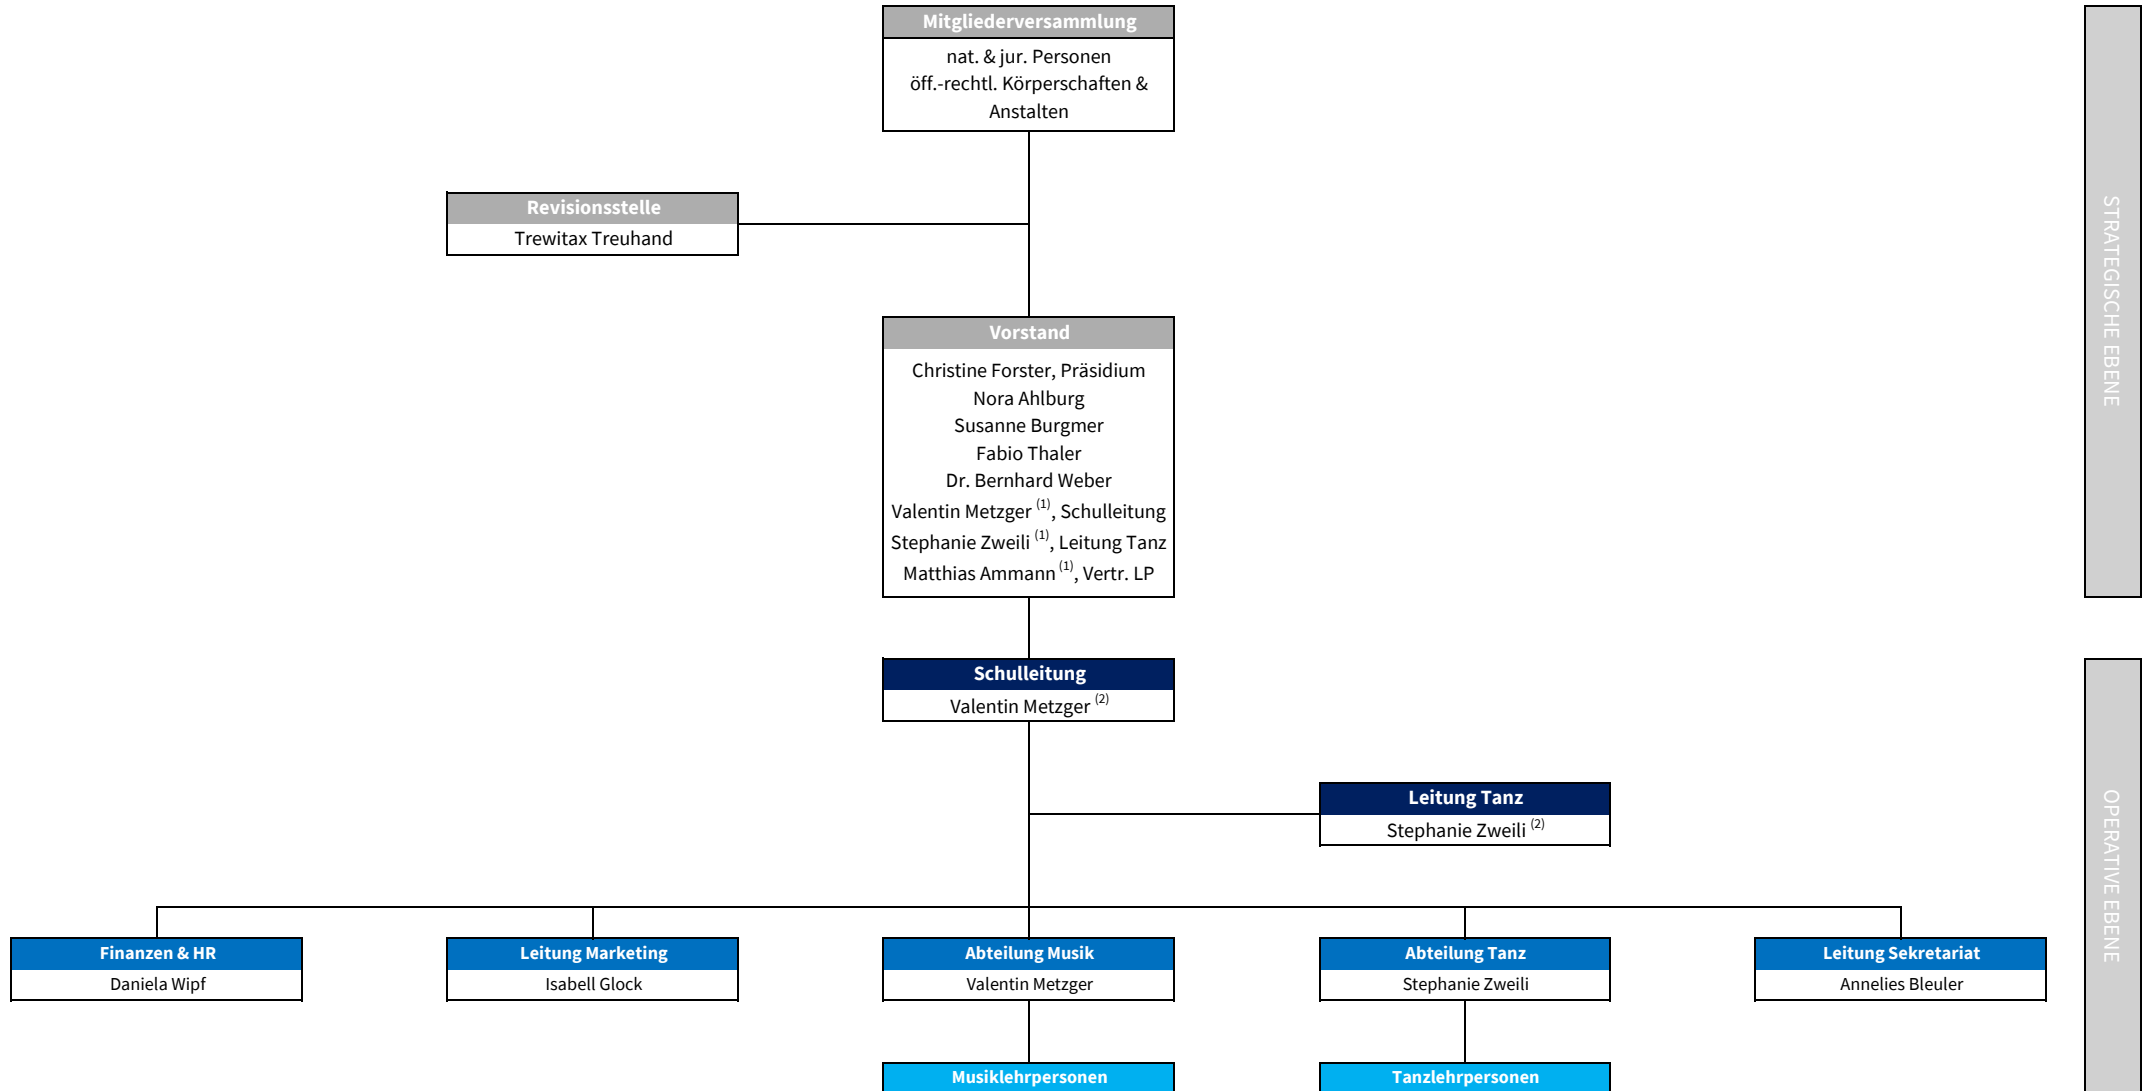 Mitgliederversammlung
nat. & jur. Personen
öff.-rechtl. Körperschaften &
Anstalten
Revisionsstelle
Trewitax Treuhand
Vorstand
Christine Forster, Präsidium
Nora Ahlburg
Susanne Burgmer
Fabio Thaler
Dr. Bernhard Weber
Valentin Metzger (1), Schulleitung
Stephanie Zweili (1), Leitung Tanz
Matthias Ammann (1), Vertr. LP
STRATEGISCHE EBENE
Schulleitung
Valentin Metzger (2)
Leitung Tanz
Stephanie Zweili (2)
Finanzen & HR
Daniela Wipf
Leitung Marketing
Isabell Glock
Abteilung Musik
Valentin Metzger
Abteilung Tanz
Stephanie Zweili
Leitung Sekretariat
Annelies Bleuler
Musiklehrpersonen
Tanzlehrpersonen
OPERATIVE EBENE